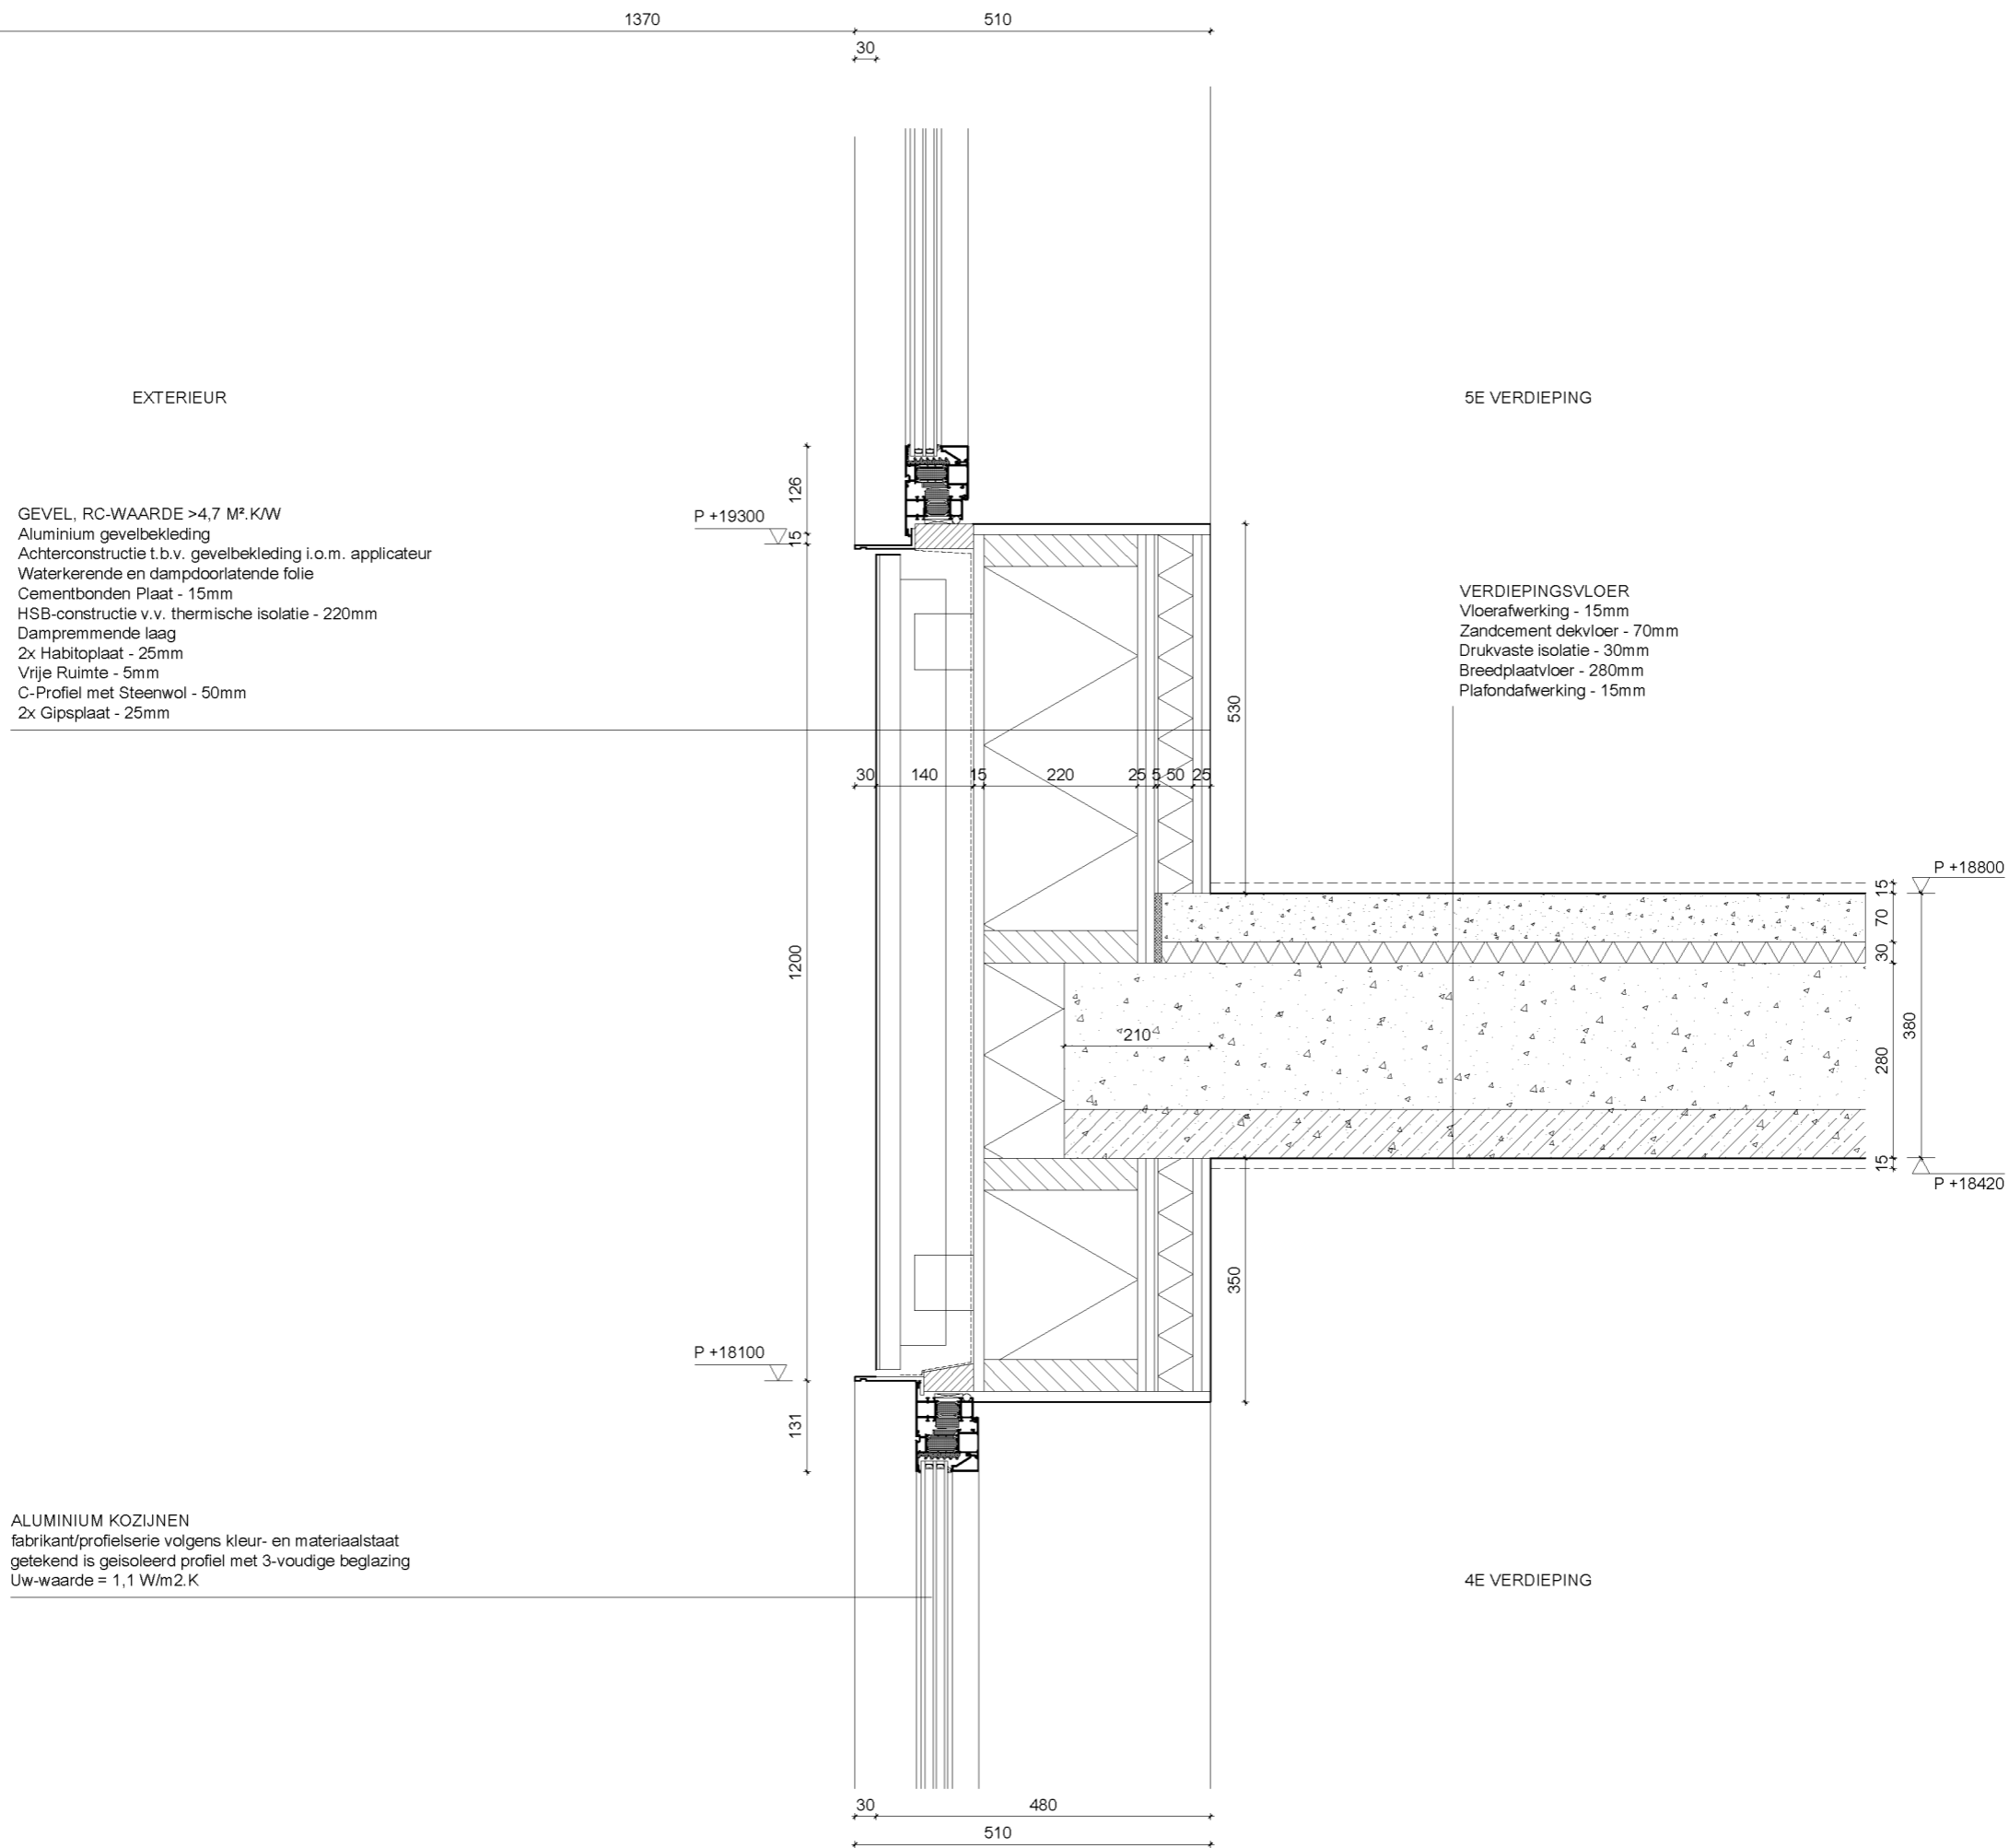 1370
510
30
EXTERIEUR
5E VERDIEPING
126
P +19300
15
GEVEL, RC-WAARDE >4,7 M².K/W
Aluminium gevelbekleding
Achterconstructie t.b.v. gevelbekleding i.o.m. applicateur
Waterkerende en dampdoorlatende folie
Cementbonden Plaat - 15mm
HSB-constructie v.v. thermische isolatie - 220mm
Dampremmende laag
2x Habitoplaat - 25mm
Vrije Ruimte - 5mm
C-Profiel met Steenwol - 50mm
2x Gipsplaat - 25mm
VERDIEPINGSVLOER
Vloerafwerking - 15mm
Zandcement dekvloer - 70mm
Drukvaste isolatie - 30mm
Breedplaatvloer - 280mm
Plafondafwerking - 15mm
530
30 140 15 220 25 5 50 25
P +18800
15
70
30
1200
210
380
280
15
P +18420
350
P +18100
131
ALUMINIUM KOZIJNEN
fabrikant/profielserie volgens kleur- en materiaalstaat
getekend is geisoleerd profiel met 3-voudige beglazing
Uw-waarde = 1,1 W/m2.K
4E VERDIEPING
30 480
510